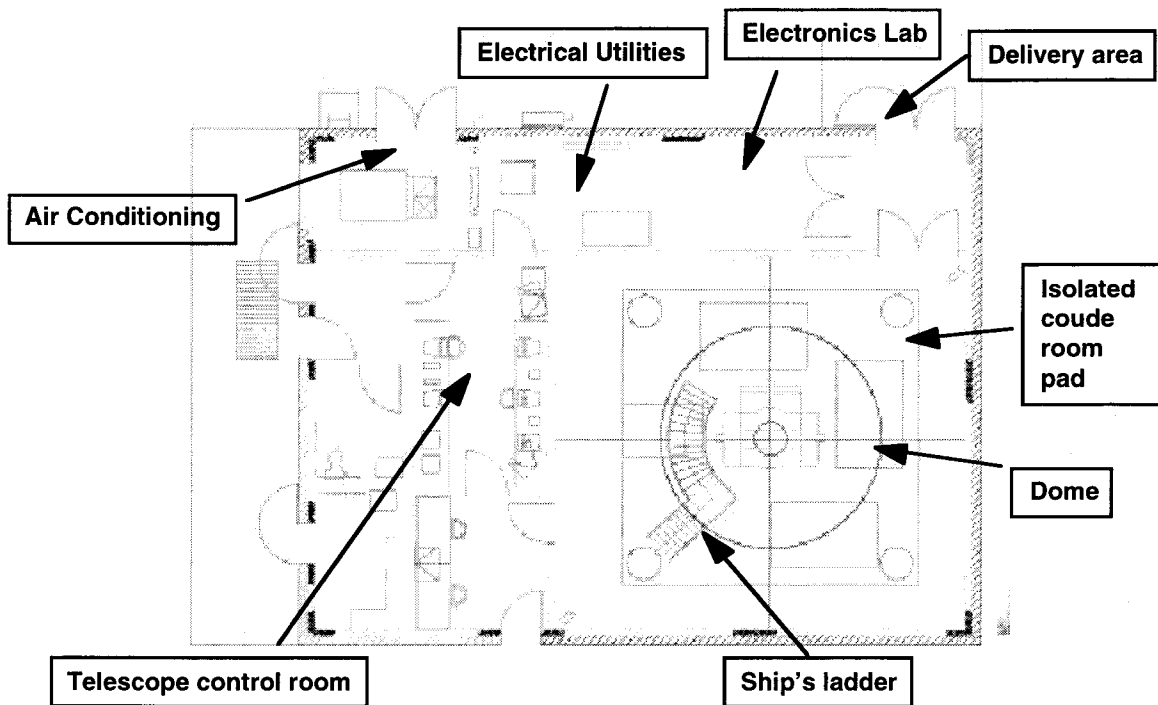 Electronics Lab
Electrical Utilities
Delivery area
Air Conditioning
Isolated
coude
room
pad
Dome
Telescope control room
Ship's ladder